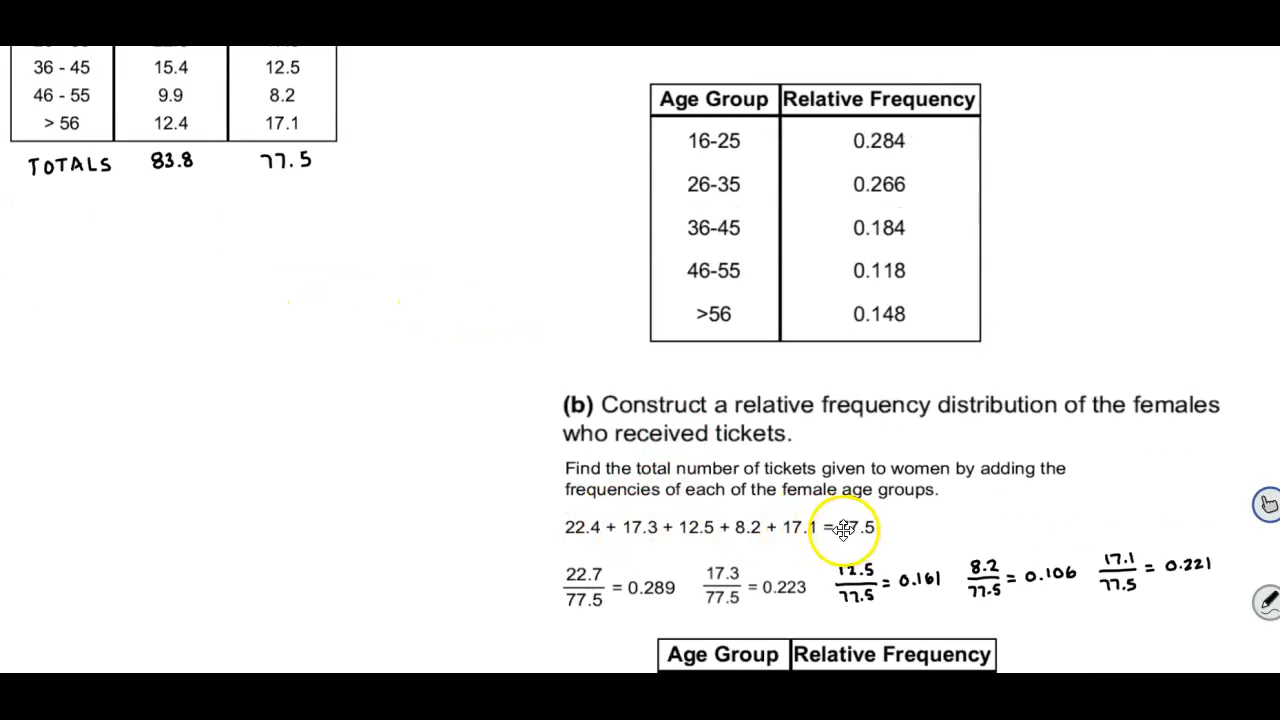 36 - 45 15.4 12.5
46 - 55 9.9 8.2
> 56 12.4 17.1
TOTALS 83.8 77.5
Age Group Relative Frequency
16-25 0.284
26-35 0.266
36-45 0.184
46-55 0.118
>56 0.148
(b) Construct a relative frequency distribution of the females
who received tickets.
Find the total number of tickets given to women by adding the
frequencies of each of the female age groups.
22.4 + 17.3 + 12.5 + 8.2 + 17.1 = 77.5
22.7/77.5 = 0.289 17.3/77.5 = 0.223 12.5/77.5 = 0.161 8.2/77.5 = 0.106 17.1/77.5 = 0.221
Age Group Relative Frequency